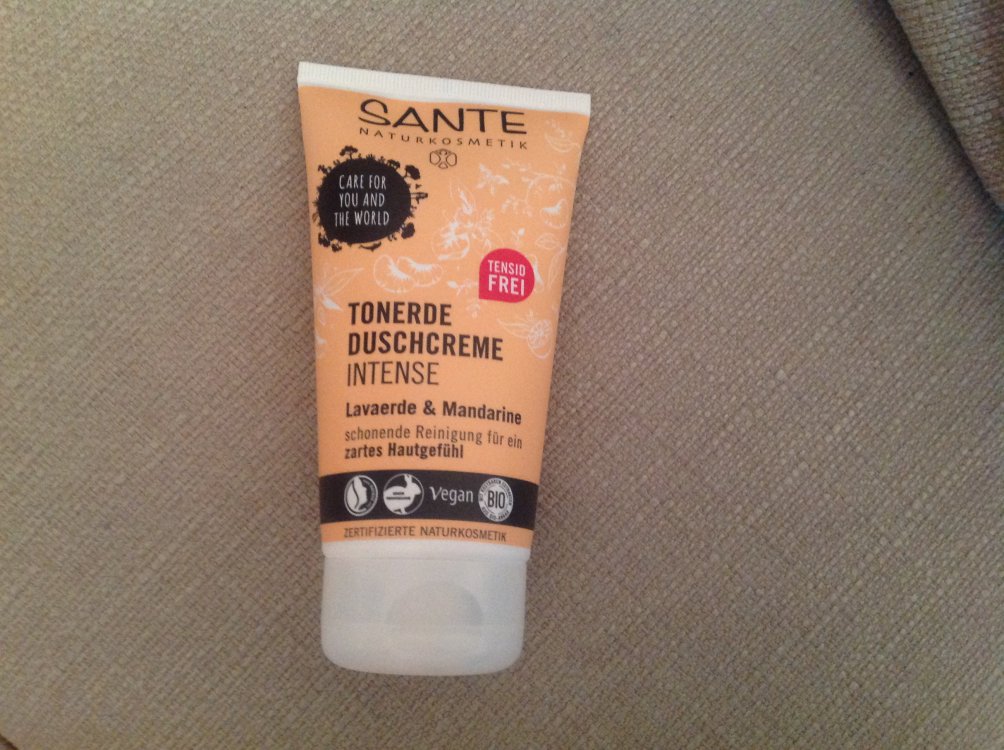 SANTE
NATURKOSMETIK
CARE FOR
YOU AND
THE WORLD
TENSID
FREI
TONERDE
DUSCHCREME
INTENSE
Lavaerde & Mandarine
schonende Reinigung für ein
zartes Hautgefühl
Vegan
BIO
ZERTIFIZIERTE NATURKOSMETIK